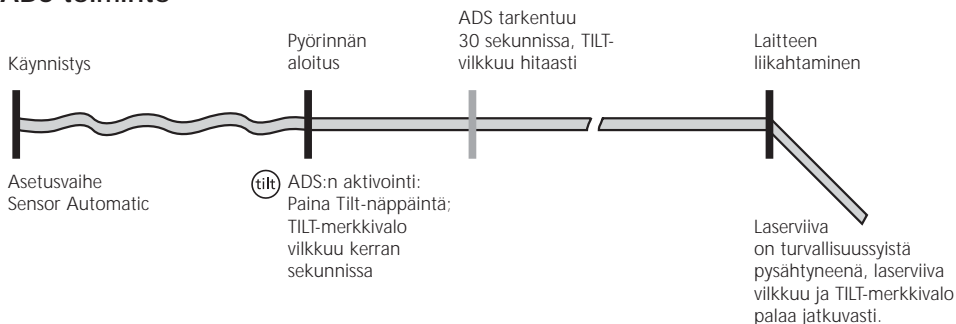 ADS toiminto
Käynnistys
Pyörinnän
aloitus
ADS tarkentuu
30 sekunnissa, TILT-
vilkkuu hitaasti
Laitteen
liikahtaminen
Asetusvaihe
Sensor Automatic
tilt
ADS:n aktivointi:
Paina Tilt-näppäintä;
TILT-merkkivalo
vilkkuu kerran
sekunnissa
Laserviiva
on turvallisuussyistä
pysähtyneenä, laserviiva
vilkkuu ja TILT-merkkivalo
palaa jatkuvasti.